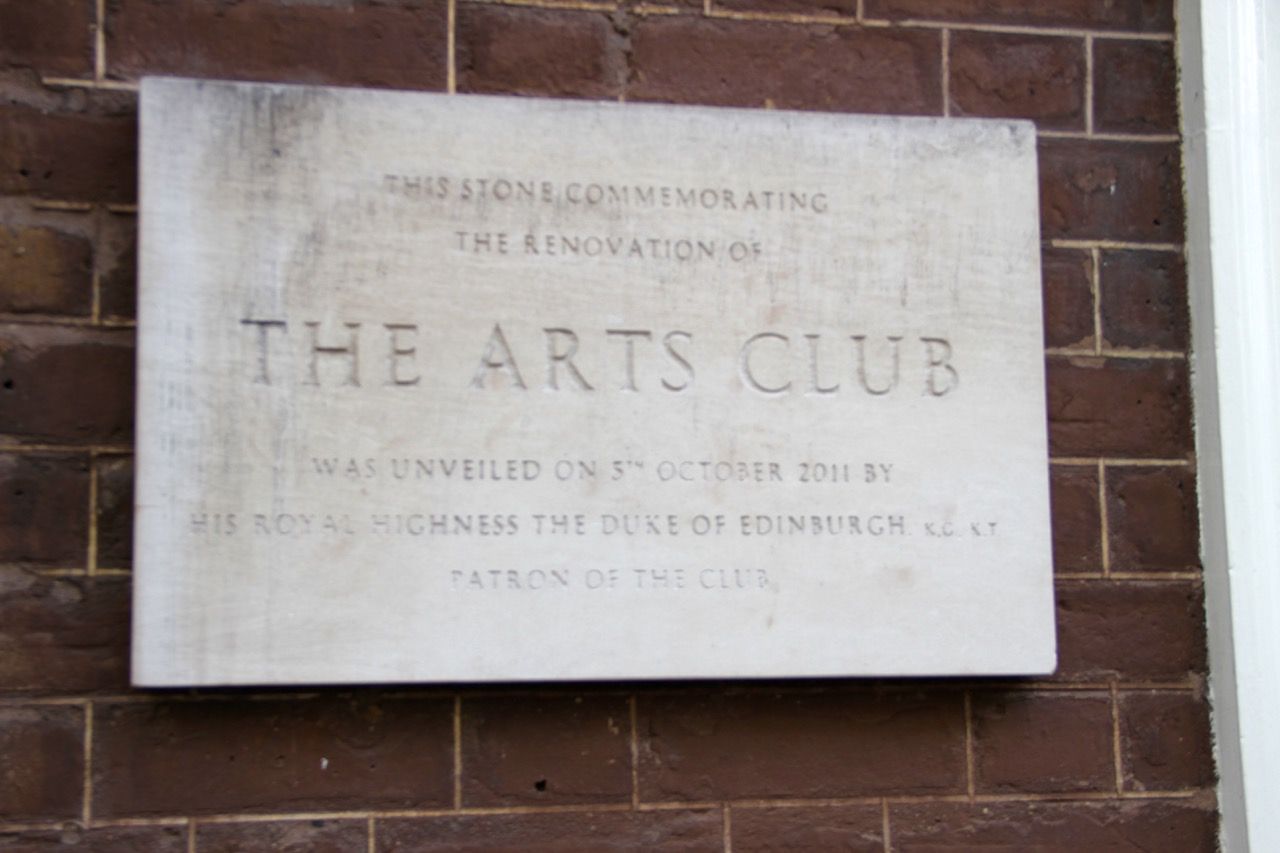 THIS STONE COMMEMORATING
THE RENOVATION OF
THE ARTS CLUB
WAS UNVEILED ON 5TH OCTOBER 2011 BY
HIS ROYAL HIGHNESS THE DUKE OF EDINBURGH. K.G. K.T.
PATRON OF THE CLUB